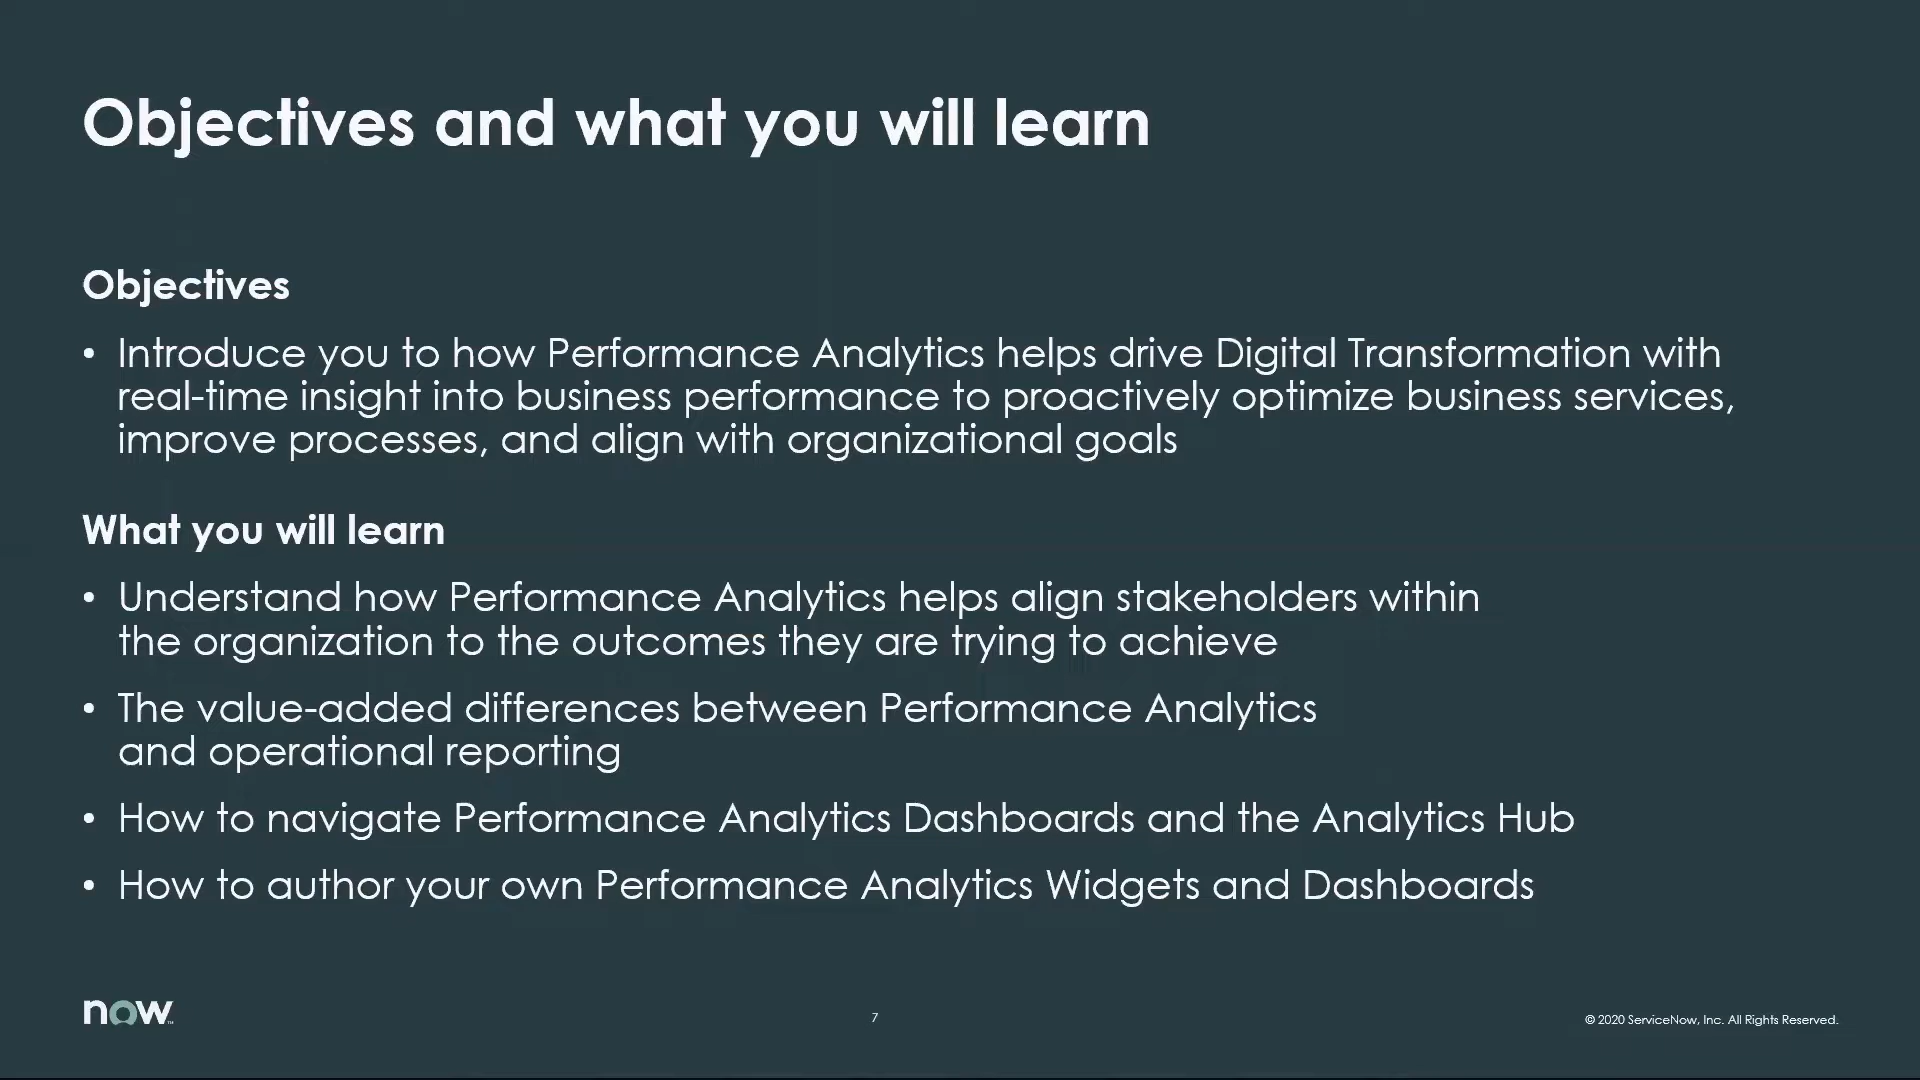 Objectives and what you will learn
Objectives
• Introduce you to how Performance Analytics helps drive Digital Transformation with
real-time insight into business performance to proactively optimize business services,
improve processes, and align with organizational goals
What you will learn
• Understand how Performance Analytics helps align stakeholders within
the organization to the outcomes they are trying to achieve
• The value-added differences between Performance Analytics
and operational reporting
• How to navigate Performance Analytics Dashboards and the Analytics Hub
• How to author your own Performance Analytics Widgets and Dashboards
now™
7
© 2020 ServiceNow, Inc. All Rights Reserved.